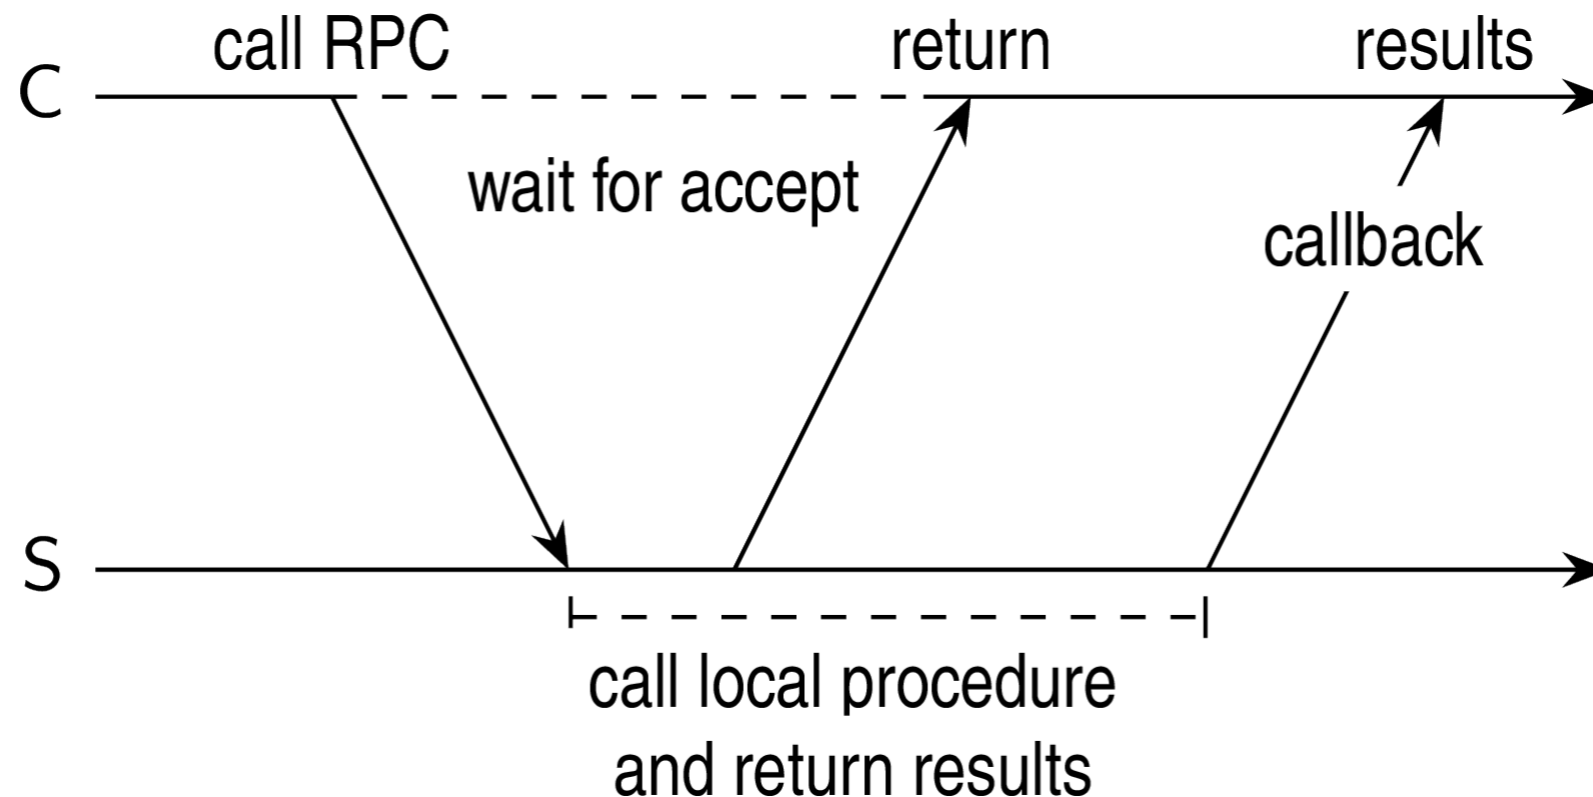 call RPC
return
results
C
wait for accept
callback
S
call local procedure
and return results